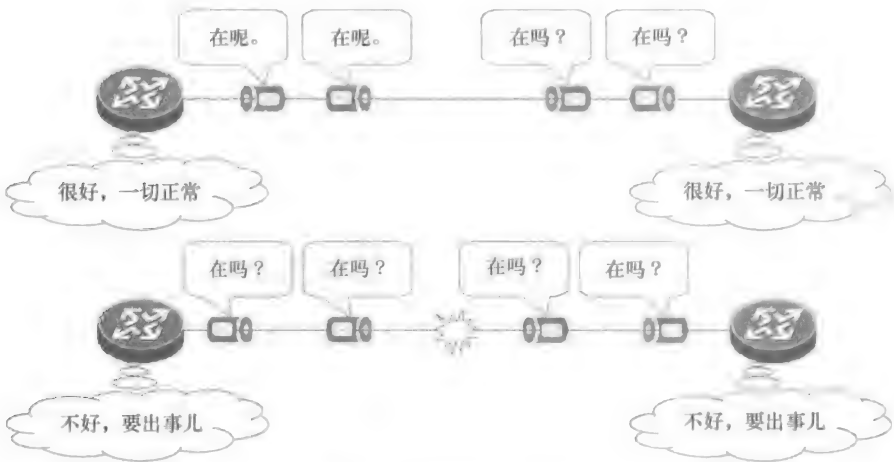 在呢。
在呢。
在吗？
在吗？
很好，一切正常
很好，一切正常
在吗？
在吗？
在吗？
在吗？
不好，要出事儿
不好，要出事儿